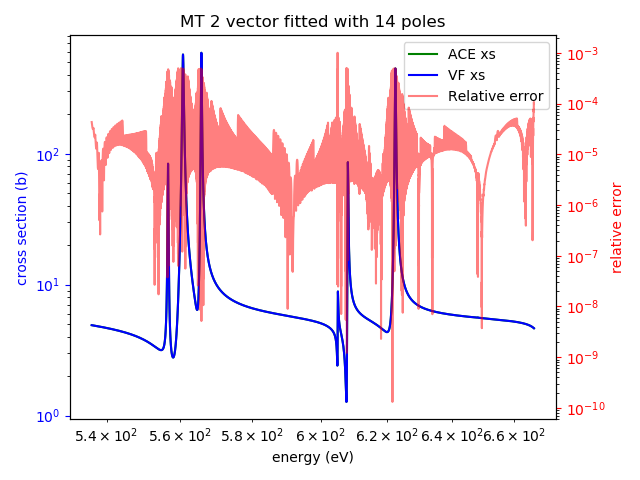 MT 2 vector fitted with 14 poles
ACE xs
VF xs
Relative error
cross section (b)
10²
10¹
10⁰
relative error
10⁻³
10⁻⁴
10⁻⁵
10⁻⁶
10⁻⁷
10⁻⁸
10⁻⁹
10⁻¹⁰
5.4 × 10² 5.6 × 10² 5.8 × 10² 6 × 10² 6.2 × 10² 6.4 × 10² 6.6 × 10²
energy (eV)